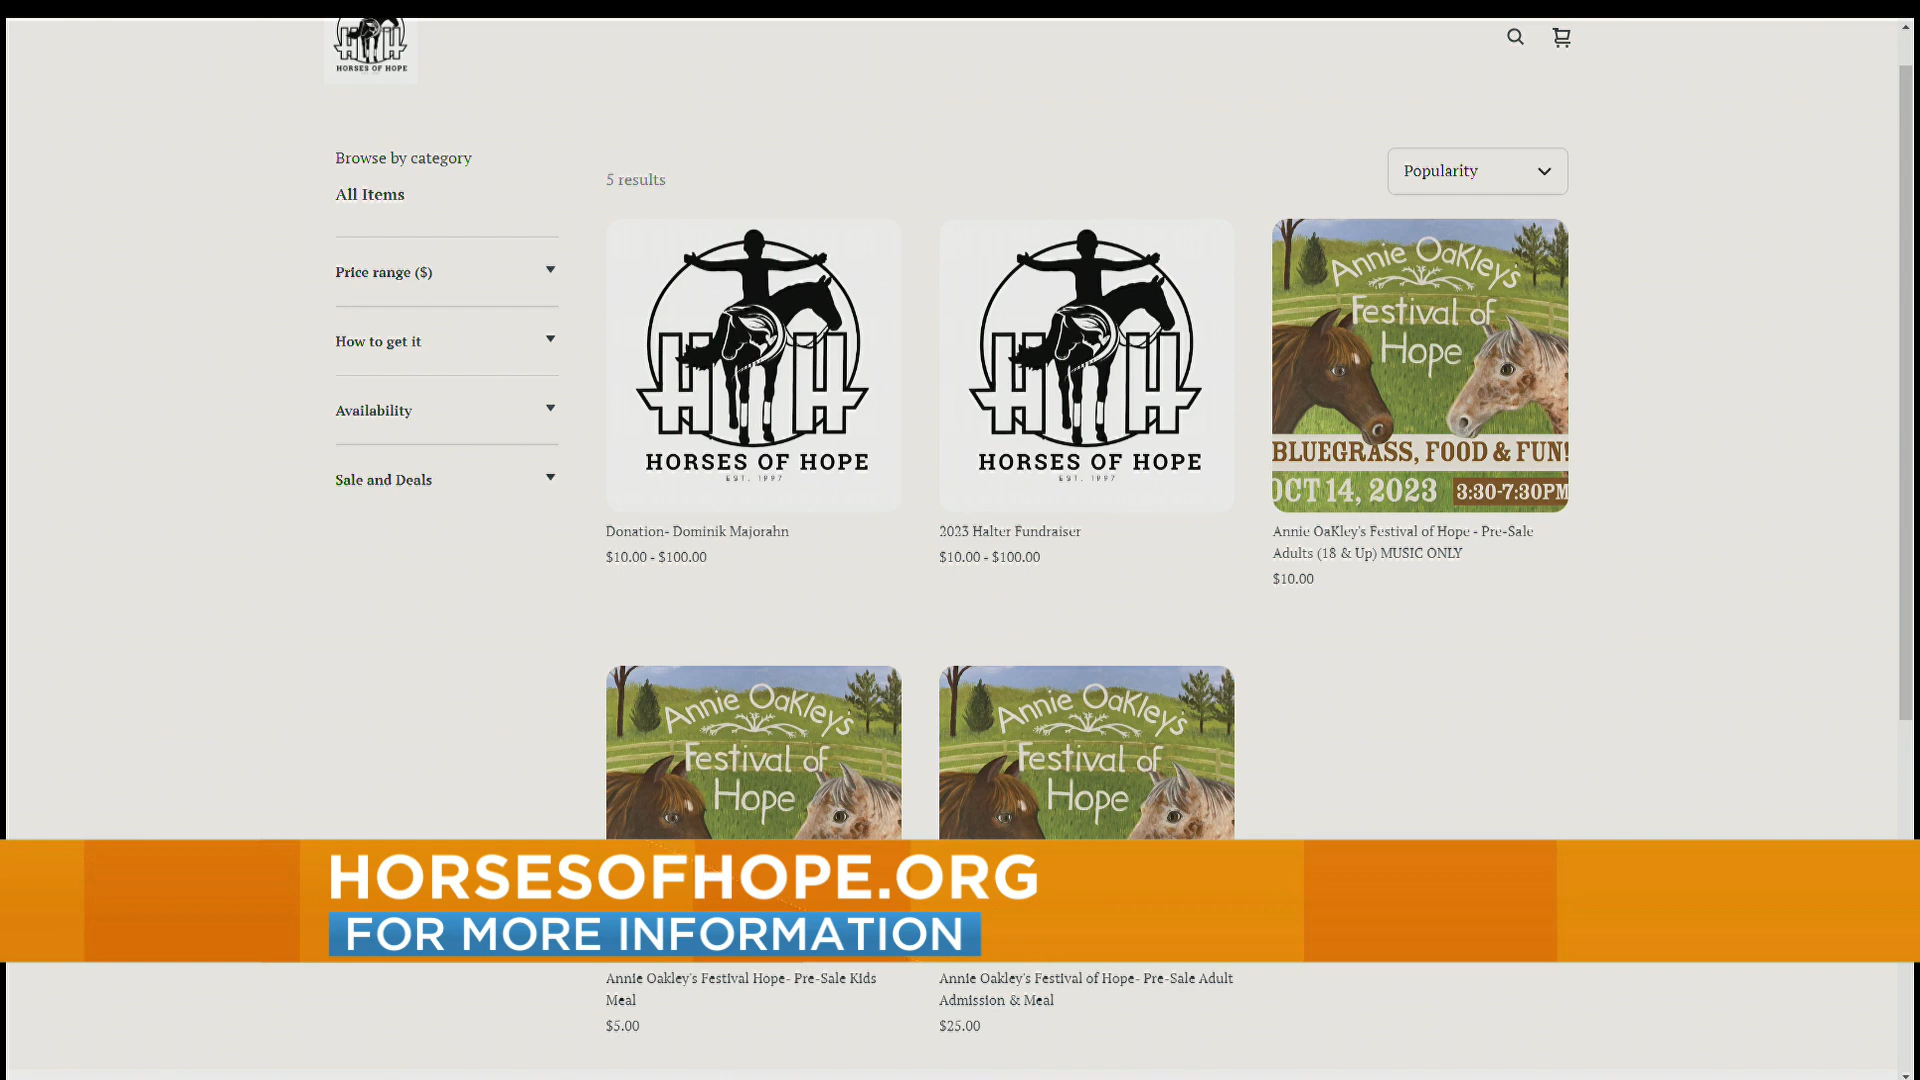 HORSES OF HOPE
Browse by category
All Items
Price range ($)
How to get it
Availability
Sale and Deals
5 results
Popularity
HORSES OF HOPE
EST. 1997
Donation- Dominik Majorahn
$10.00 - $100.00
HORSES OF HOPE
EST. 1997
2023 Halter Fundraiser
$10.00 - $100.00
Annie OaKley's
Festival of
Hope
BLUEGRASS, FOOD & FUN!
OCT 14, 2023 3:30-7:30PM
Annie OaKley's Festival of Hope - Pre-Sale
Adults (18 & Up) MUSIC ONLY
$10.00
Annie OaKley's
Festival of
Hope
Annie OaKley's
Festival of
Hope
HORSESOFHOPE.ORG
FOR MORE INFORMATION
Annie Oakley's Festival Hope- Pre-Sale Kids
Meal
$5.00
Annie Oakley's Festival of Hope- Pre-Sale Adult
Admission & Meal
$25.00